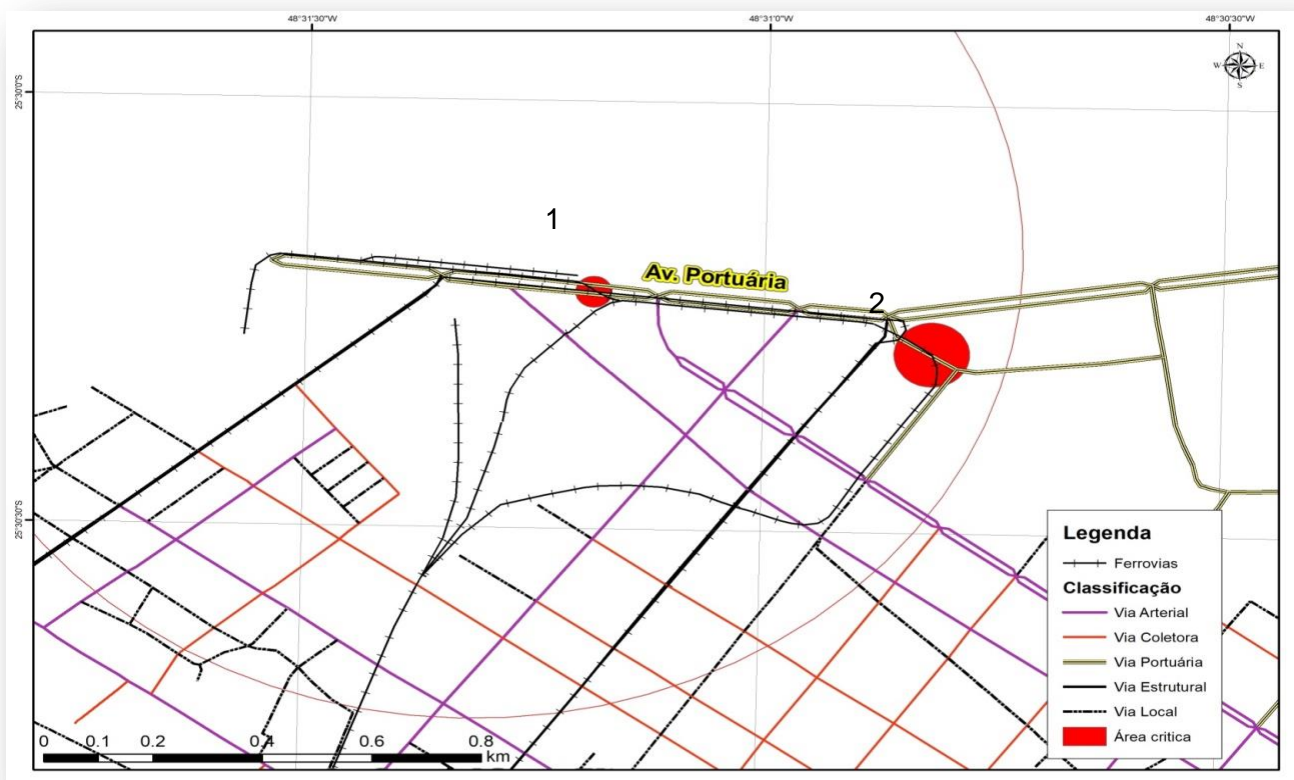 48°31'30"W
48°31'0"W
48°30'30"W
25°30'0"S
25°30'30"S
N
W E
S
1
Av. Portuária
2
Legenda
Ferrovias
Classificação
Via Arterial
Via Coletora
Via Portuária
Via Estrutural
Via Local
Área critica
0 0.1 0.2 0.4 0.6 0.8
km